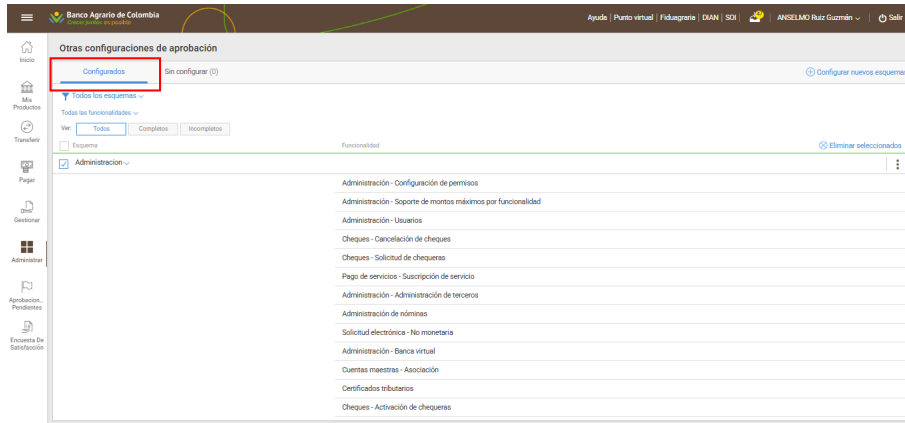 Banco Agrario de Colombia
Crecer juntos es posible
Ayuda | Punto virtual | Fiduagraria | DIAN | SOI | ANSELMO Ruiz Guzmán | Salir
Inicio
Mis Productos
Transferir
Pagar
Gestionar
Administrar
Aprobacion... Pendientes
Encuesta De Satisfacción
Otras configuraciones de aprobación
Configurados Sin configurar (0) Configurar nuevos esquemas
Todos los esquemas
Todas las funcionalidades
Ver: Todos Completos Incompletos
Esquema Funcionalidad Eliminar seleccionados
Administracion
Administración - Configuración de permisos
Administración - Soporte de montos máximos por funcionalidad
Administración - Usuarios
Cheques - Cancelación de cheques
Cheques - Solicitud de chequeras
Pago de servicios - Suscripción de servicio
Administración - Administración de terceros
Administración de nóminas
Solicitud electrónica - No monetaria
Administración - Banca virtual
Cuentas maestras - Asociación
Certificados tributarios
Cheques - Activación de chequeras